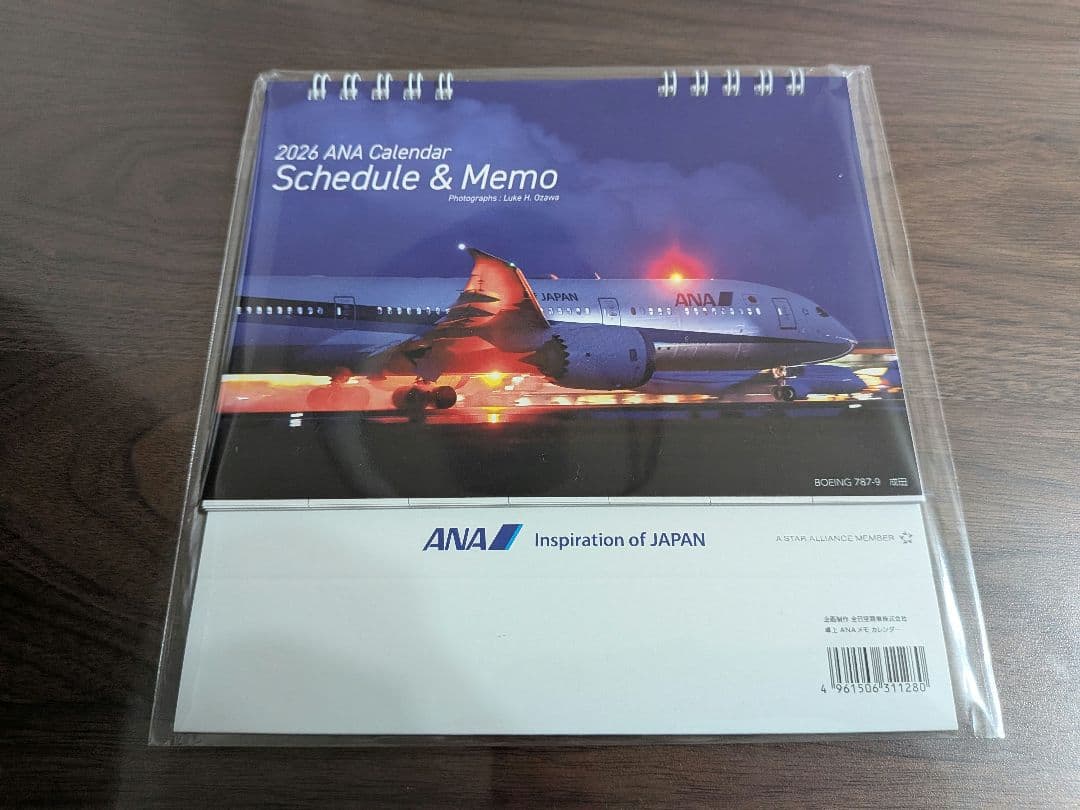 2026 ANA Calendar
Schedule & Memo
Photographs : Luke H. Ozawa
JAPAN
ANA
BOEING 787-9 成田
ANA Inspiration of JAPAN
A STAR ALLIANCE MEMBER
企画制作 全日空商事株式会社
卓上 ANAメモ カレンダー
4 961506 311280